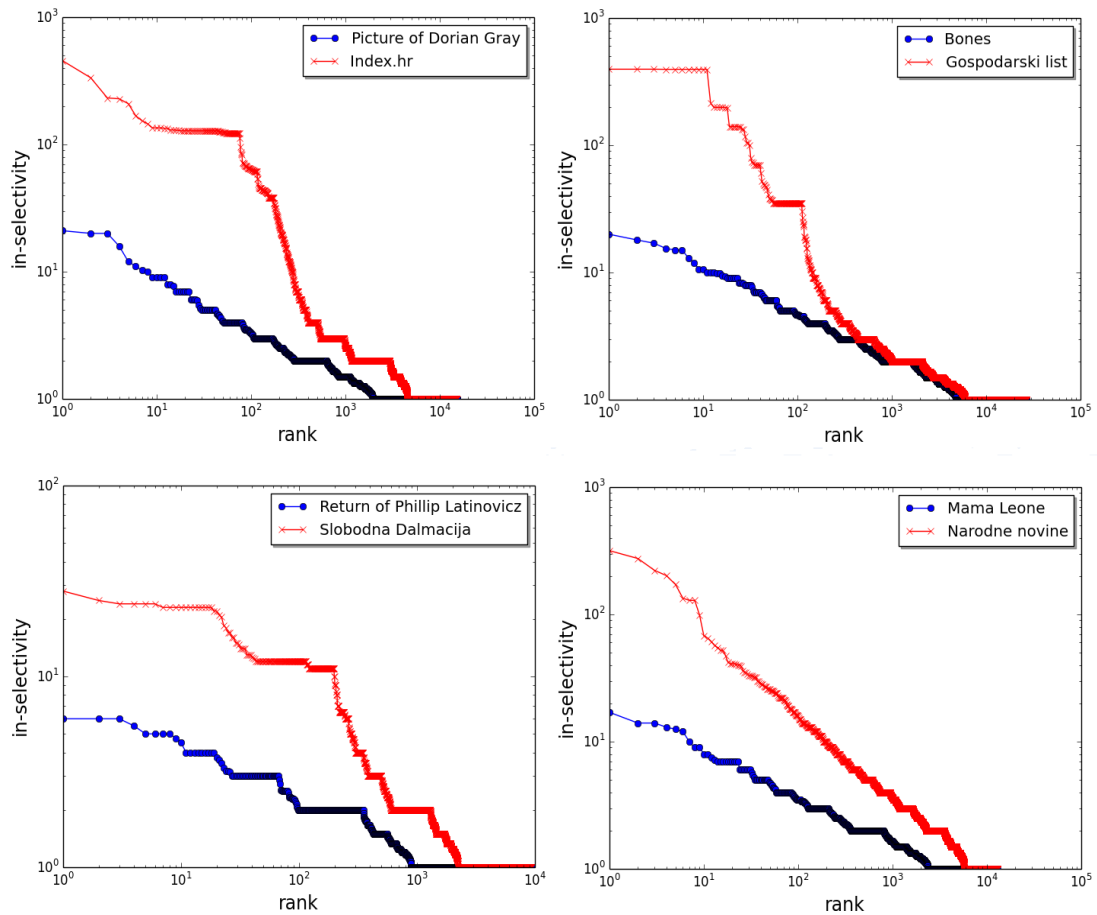 Picture of Dorian Gray
Index.hr
in-selectivity
10^3
10^2
10^1
10^0
10^0 10^1 10^2 10^3 10^4 10^5
rank
Bones
Gospodarski list
in-selectivity
10^3
10^2
10^1
10^0
10^0 10^1 10^2 10^3 10^4 10^5
rank
Return of Phillip Latinovicz
Slobodna Dalmacija
in-selectivity
10^2
10^1
10^0
10^0 10^1 10^2 10^3 10^4
rank
Mama Leone
Narodne novine
in-selectivity
10^3
10^2
10^1
10^0
10^0 10^1 10^2 10^3 10^4 10^5
rank